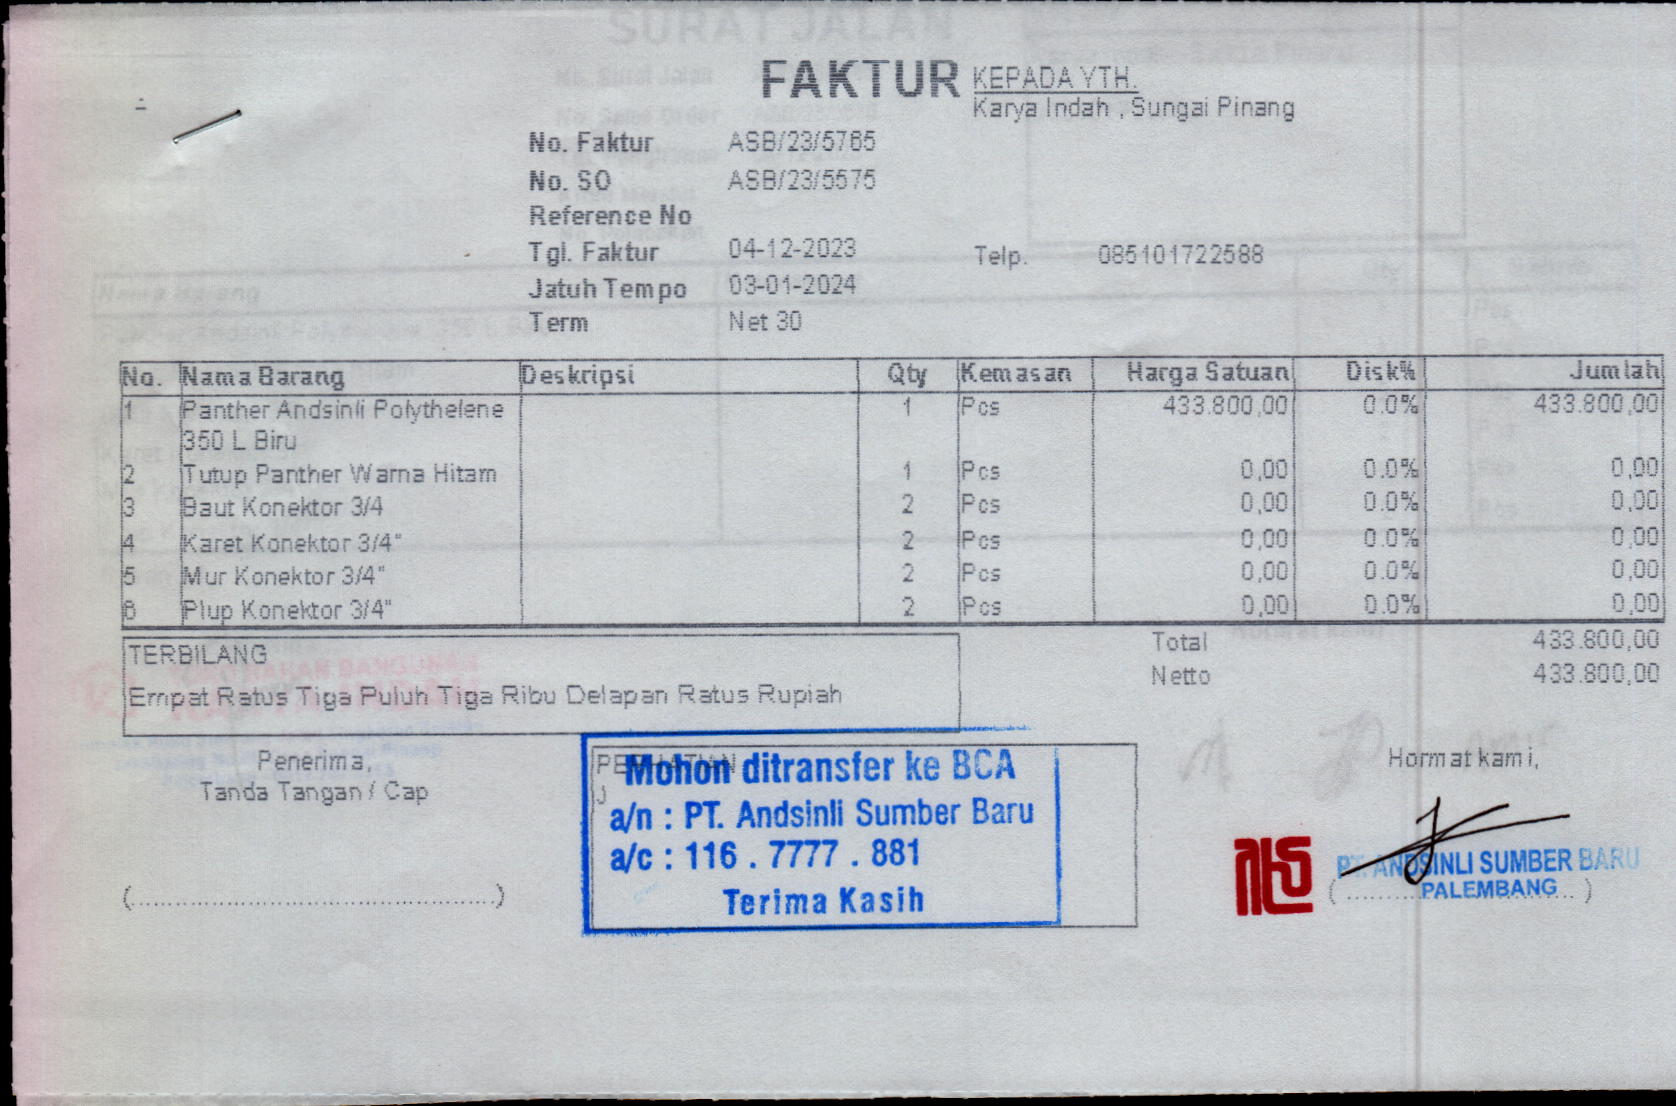 FAKTUR
KEPADA YTH.
Karya Indah , Sungai Pinang
No. Faktur ASB/23/5765
No. SO ASB/23/5575
Reference No
Tgl. Faktur 04-12-2023 Telp. 085101722588
Jatuh Tempo 03-01-2024
Term Net 30
No. Nama Barang Deskripsi Qty Kemasan Harga Satuan Disk% Jumlah
1 Panther Andsinli Polythelene 1 Pcs 433.800,00 0.0% 433.800,00
350 L Biru
2 Tutup Panther Warna Hitam 1 Pcs 0,00 0.0% 0,00
3 Baut Konektor 3/4 2 Pcs 0,00 0.0% 0,00
4 Karet Konektor 3/4" 2 Pcs 0,00 0.0% 0,00
5 Mur Konektor 3/4" 2 Pcs 0,00 0.0% 0,00
6 Plup Konektor 3/4" 2 Pcs 0,00 0.0% 0,00
Total 433.800,00
Netto 433.800,00
TERBILANG
Empat Ratus Tiga Puluh Tiga Ribu Delapan Ratus Rupiah
Penerima,
Tanda Tangan / Cap
(................................................)
Mohon ditransfer ke BCA
a/n : PT. Andsinli Sumber Baru
a/c : 116 . 7777 . 881
Terima Kasih
Hormat kami,
PT. ANDSINLI SUMBER BARU
PALEMBANG